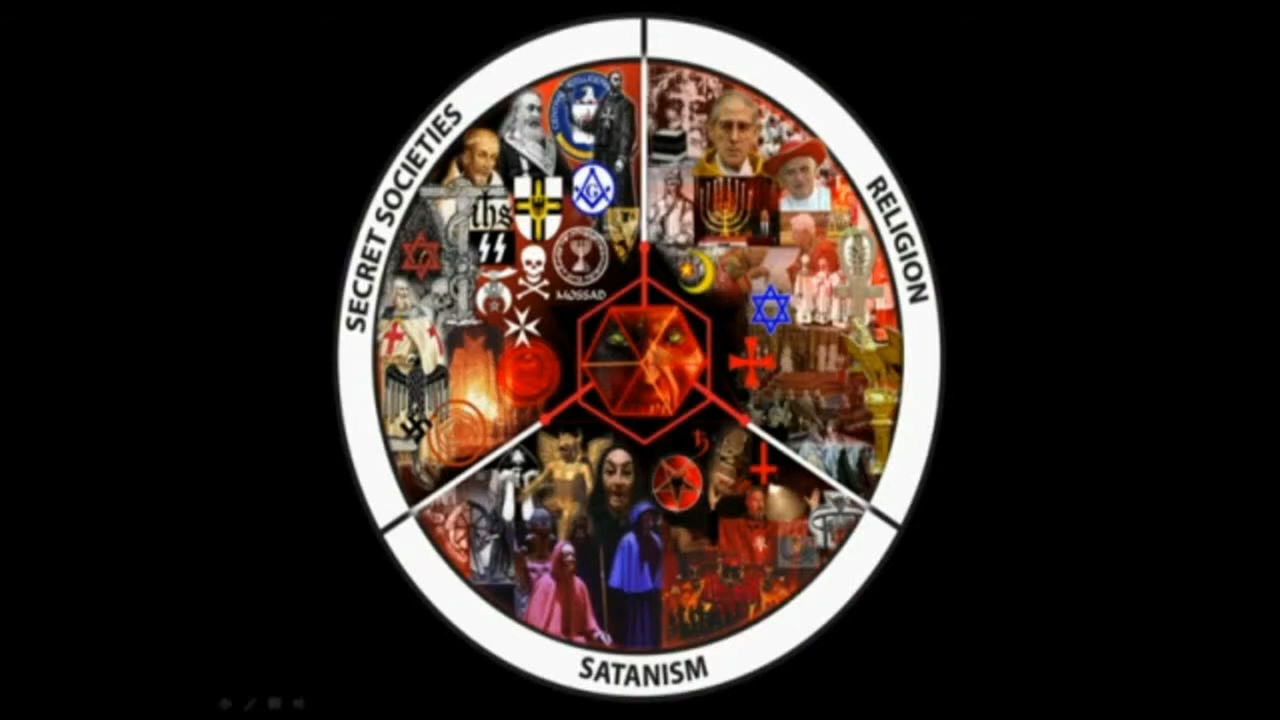 SECRET SOCIETIES
RELIGION
SATANISM
G
ihs
MOSSAD